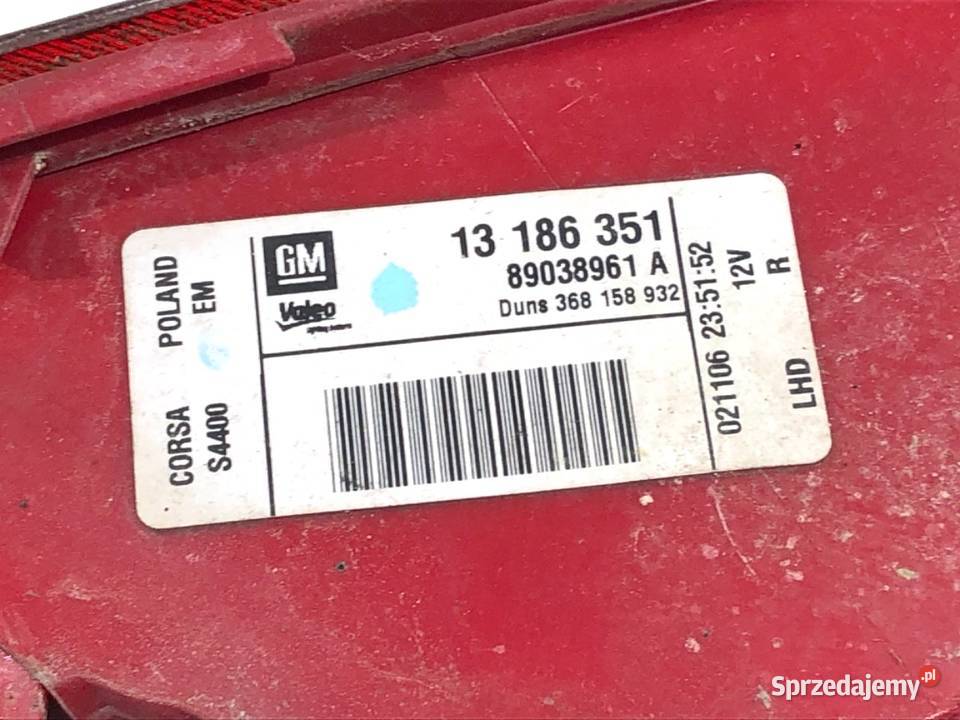 CORSA POLAND
S4400 EM
GM
Valeo
13 186 351
89038961 A
Duns 368 158 932
021106 23:51:52
12V
LHD R
Sprzedajemy.pl